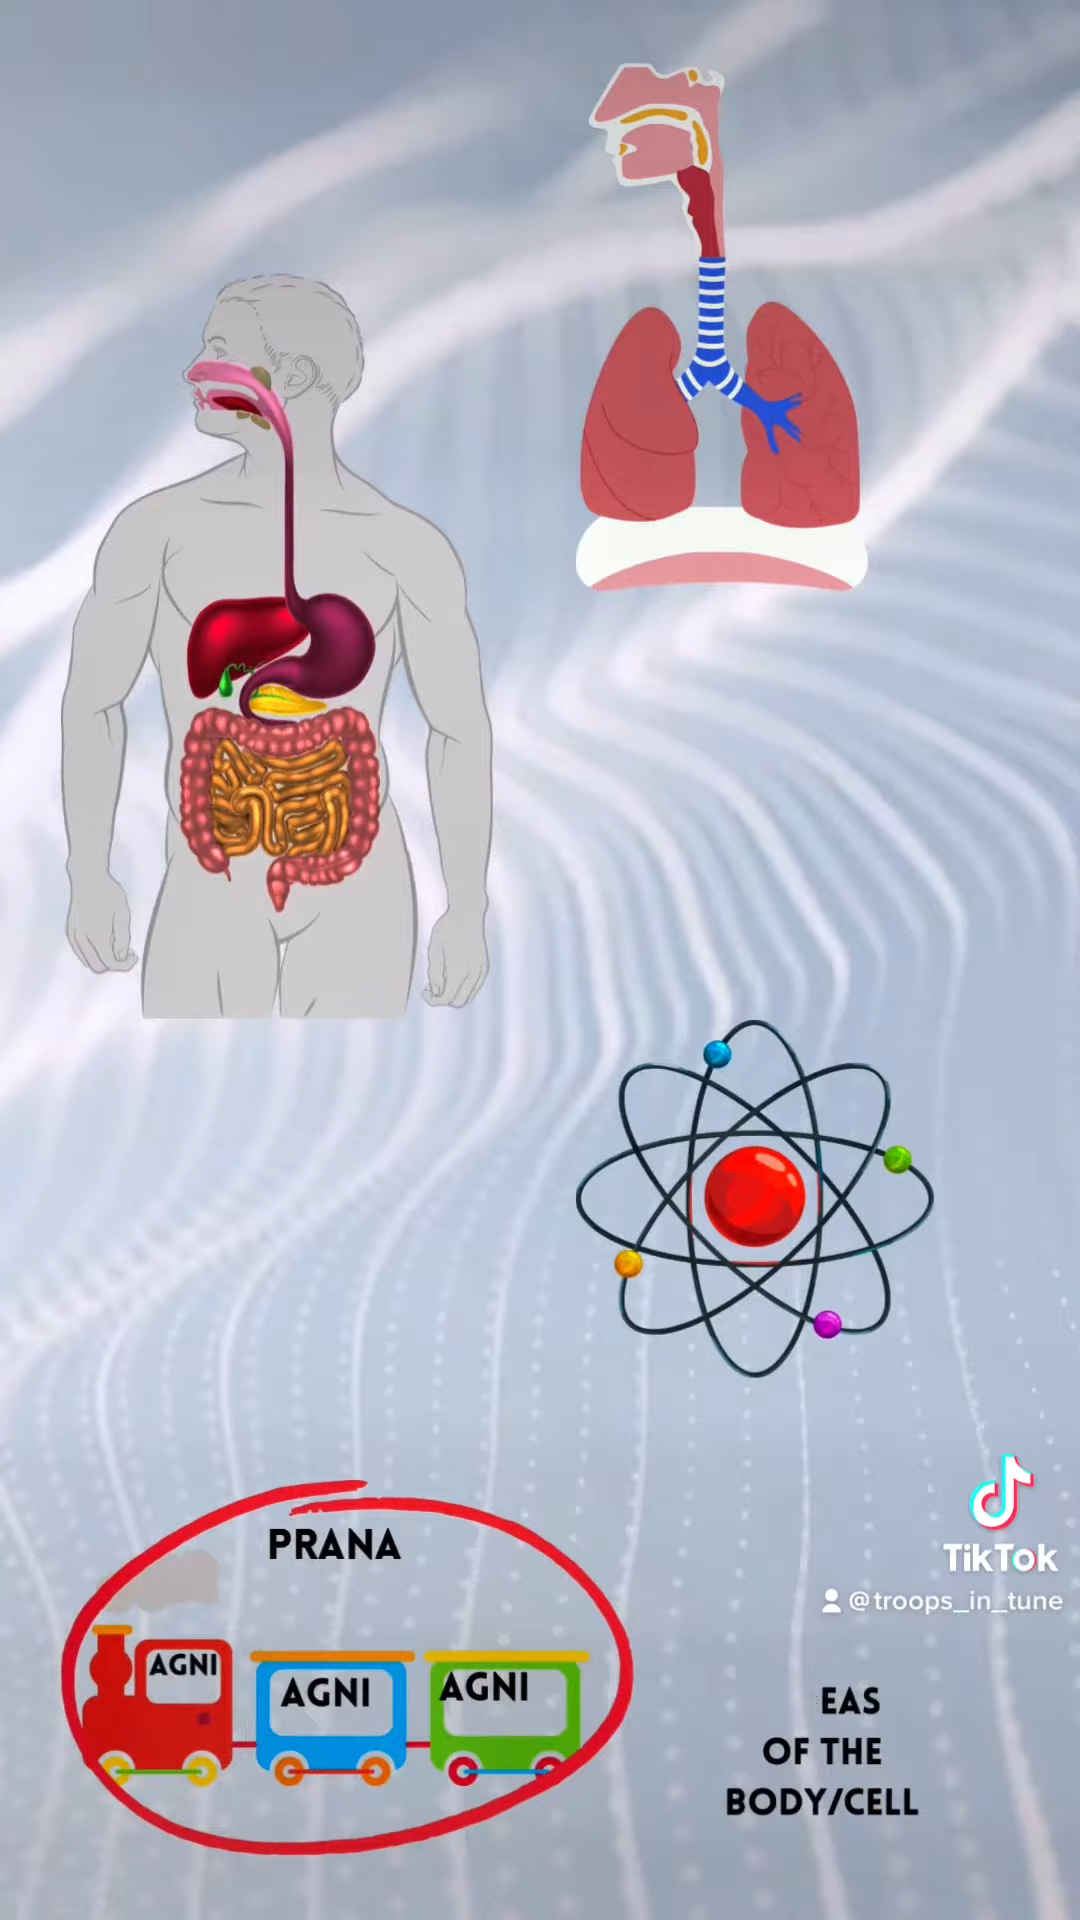 PRANA
AGNI
AGNI
AGNI
TikTok
@troops_in_tune
EAS
OF THE
BODY/CELL